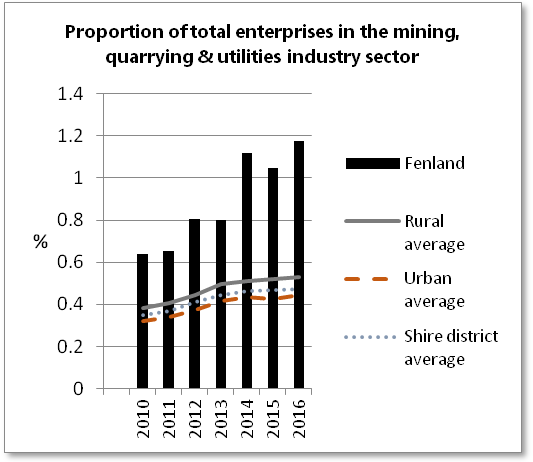 Proportion of total enterprises in the mining,
quarrying & utilities industry sector
1.4
1.2
1
0.8
0.6
0.4
0.2
0
%
2010
2011
2012
2013
2014
2015
2016
Fenland
Rural
average
Urban
average
Shire district
average